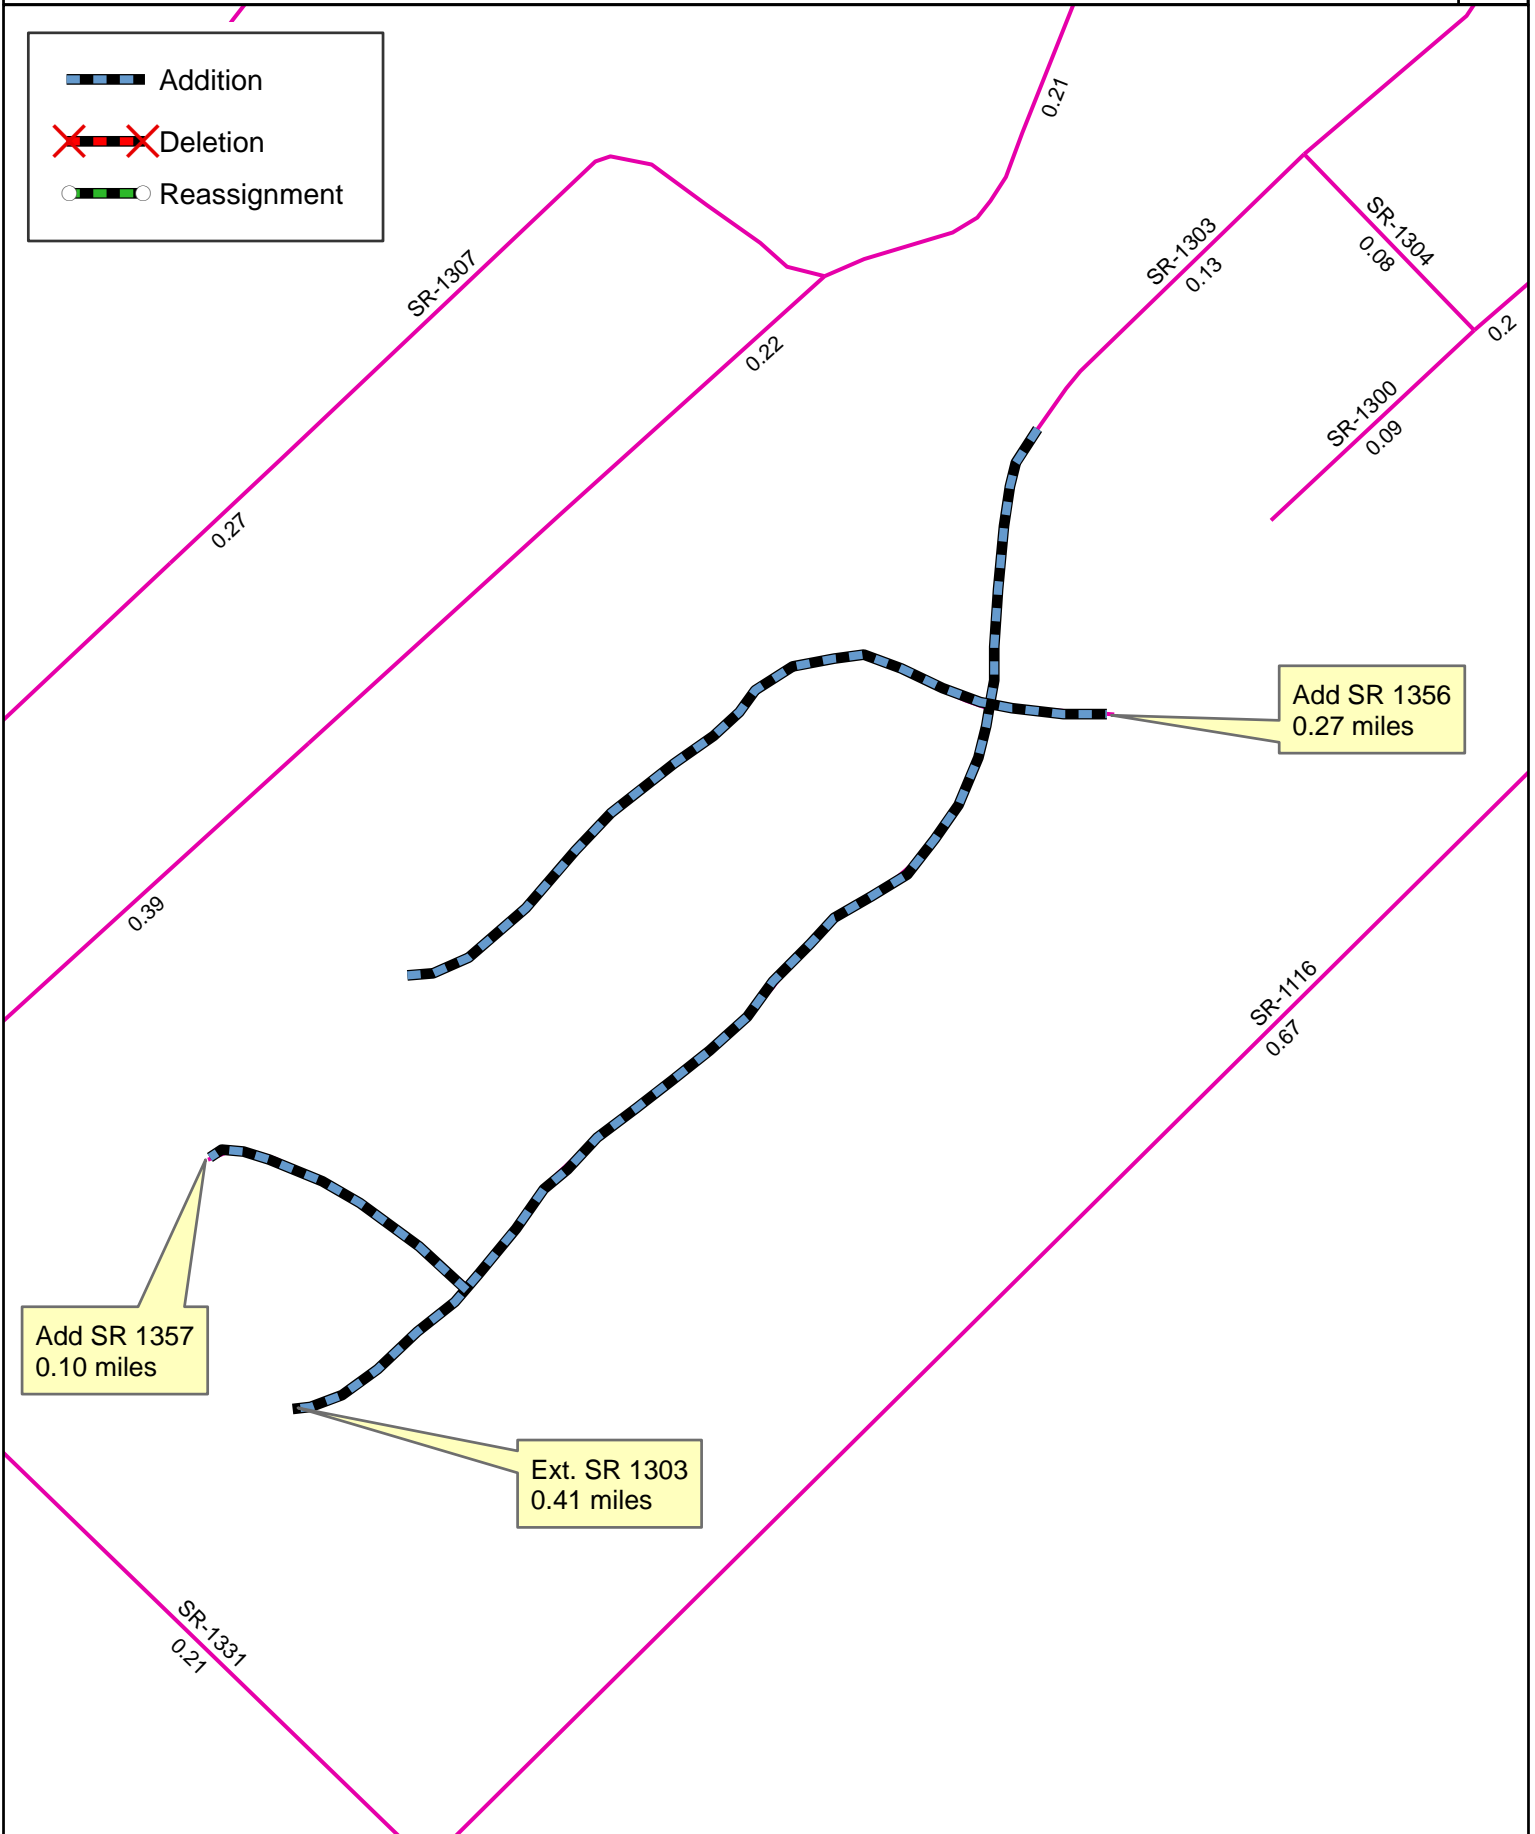 Addition
Deletion
Reassignment
0.21
SR-1307
0.27
0.22
SR-1303
0.13
SR-1304
0.08
0.2
SR-1300
0.09
Add SR 1356
0.27 miles
0.39
SR-1116
0.67
Add SR 1357
0.10 miles
Ext. SR 1303
0.41 miles
SR-1331
0.21